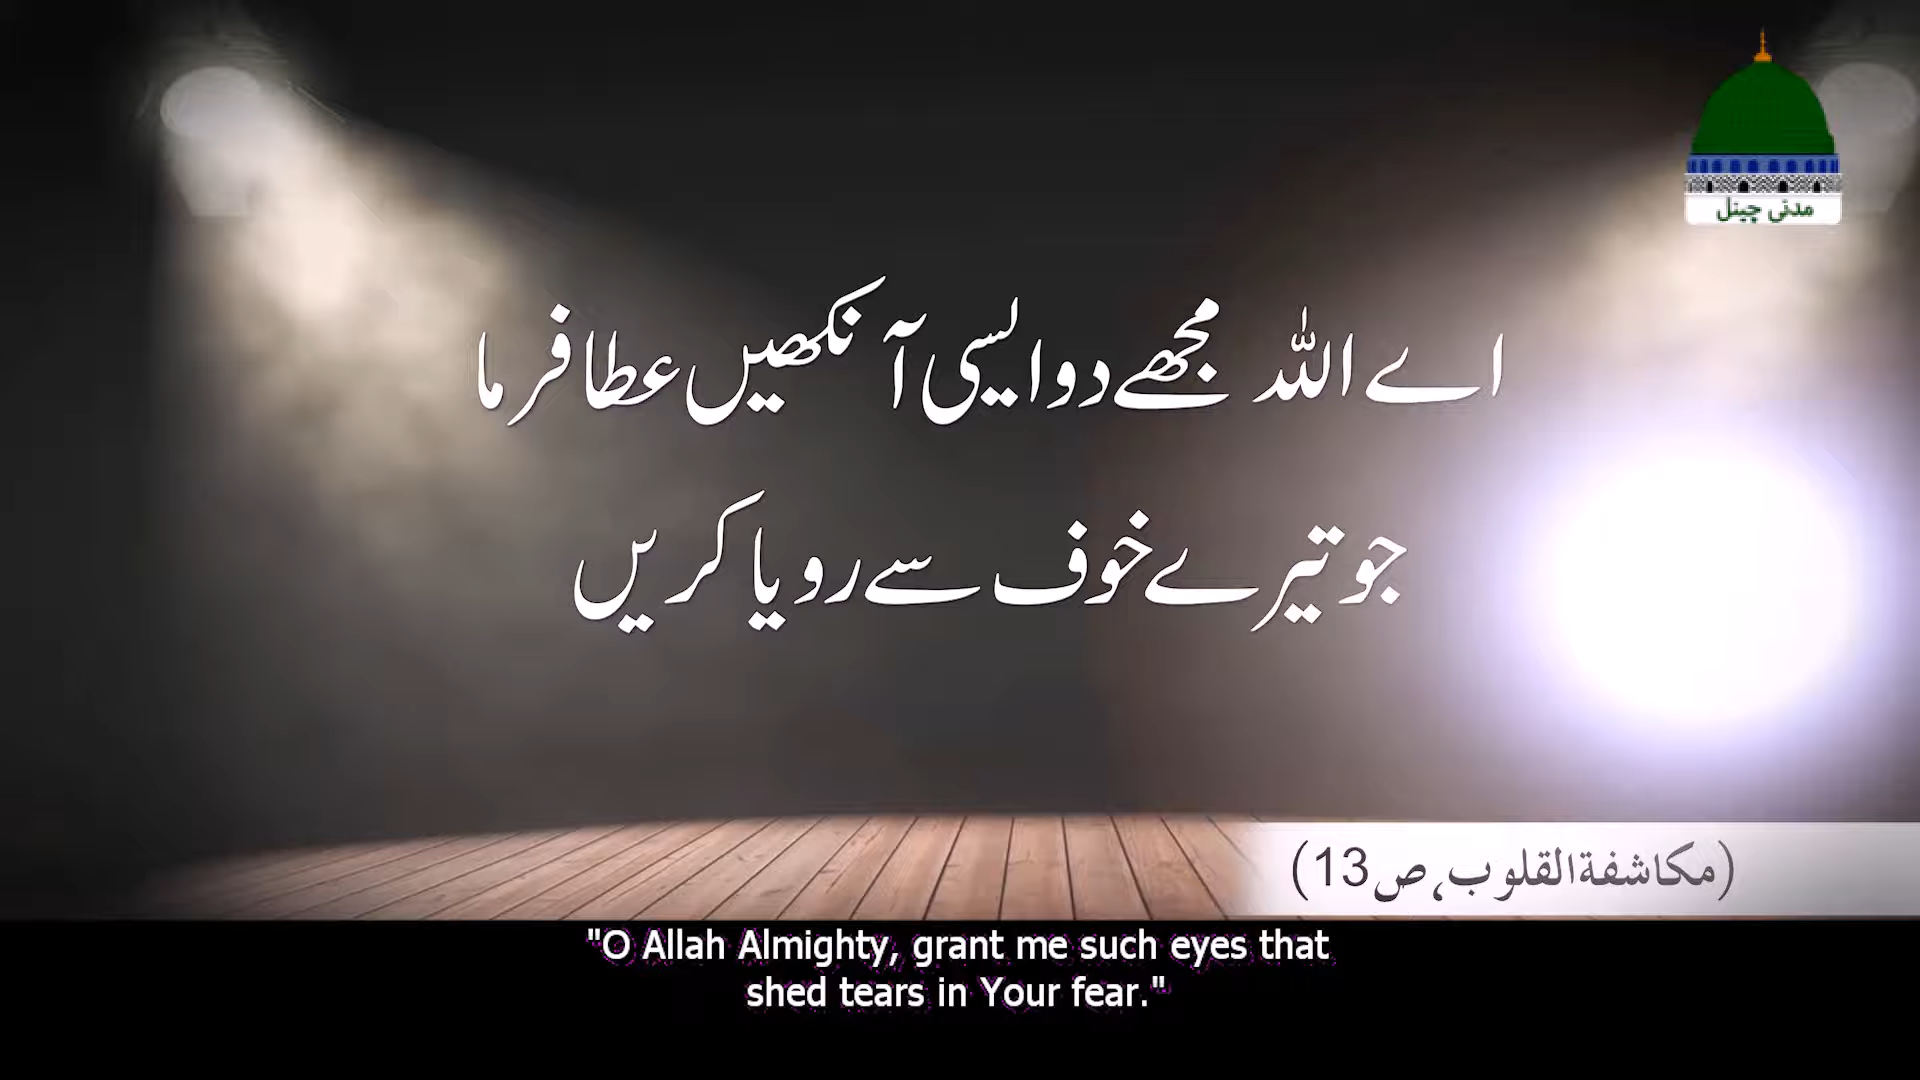 مدنی چینل
اے اللہ مجھے دو ایسی آنکھیں عطا فرما
جو تیرے خوف سے رویا کریں
(مکاشفۃ القلوب، ص13)
"O Allah Almighty, grant me such eyes that
shed tears in Your fear."